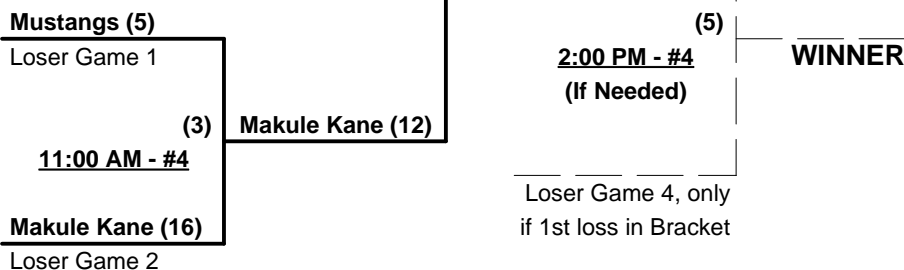 Mustangs (5)
Loser Game 1
(3)
11:00 AM - #4
Makule Kane (16)
Loser Game 2
Makule Kane (12)
(5)
2:00 PM - #4
(If Needed)
WINNER
Loser Game 4, only
if 1st loss in Bracket